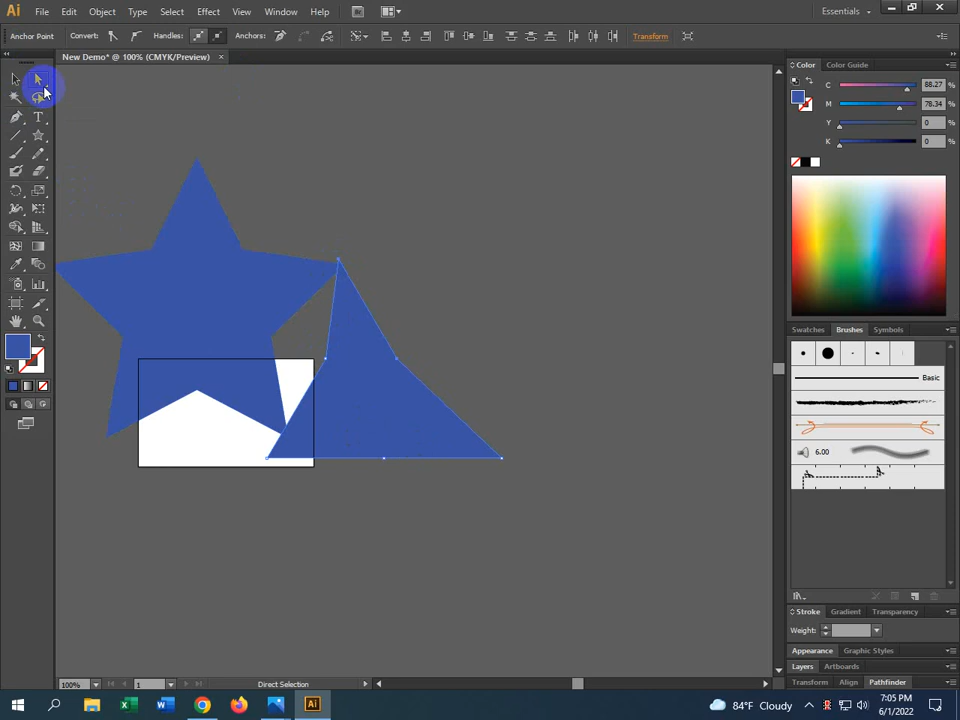 Ai File Edit Object Type Select Effect View Window Help Br Essentials
Anchor Point Convert: Handles: Anchors: Transform
New Demo* @ 100% (CMYK/Preview) ×
Color Color Guide
C 88.27 %
M 78.34 %
Y 0 %
K 0 %
T
Swatches Brushes Symbols
Basic
6.00
Stroke Gradient Transparency
Weight:
Appearance Graphic Styles
Layers Artboards
Transform Align Pathfinder
100% 1 Direct Selection
84°F Cloudy
7:05 PM
6/1/2022